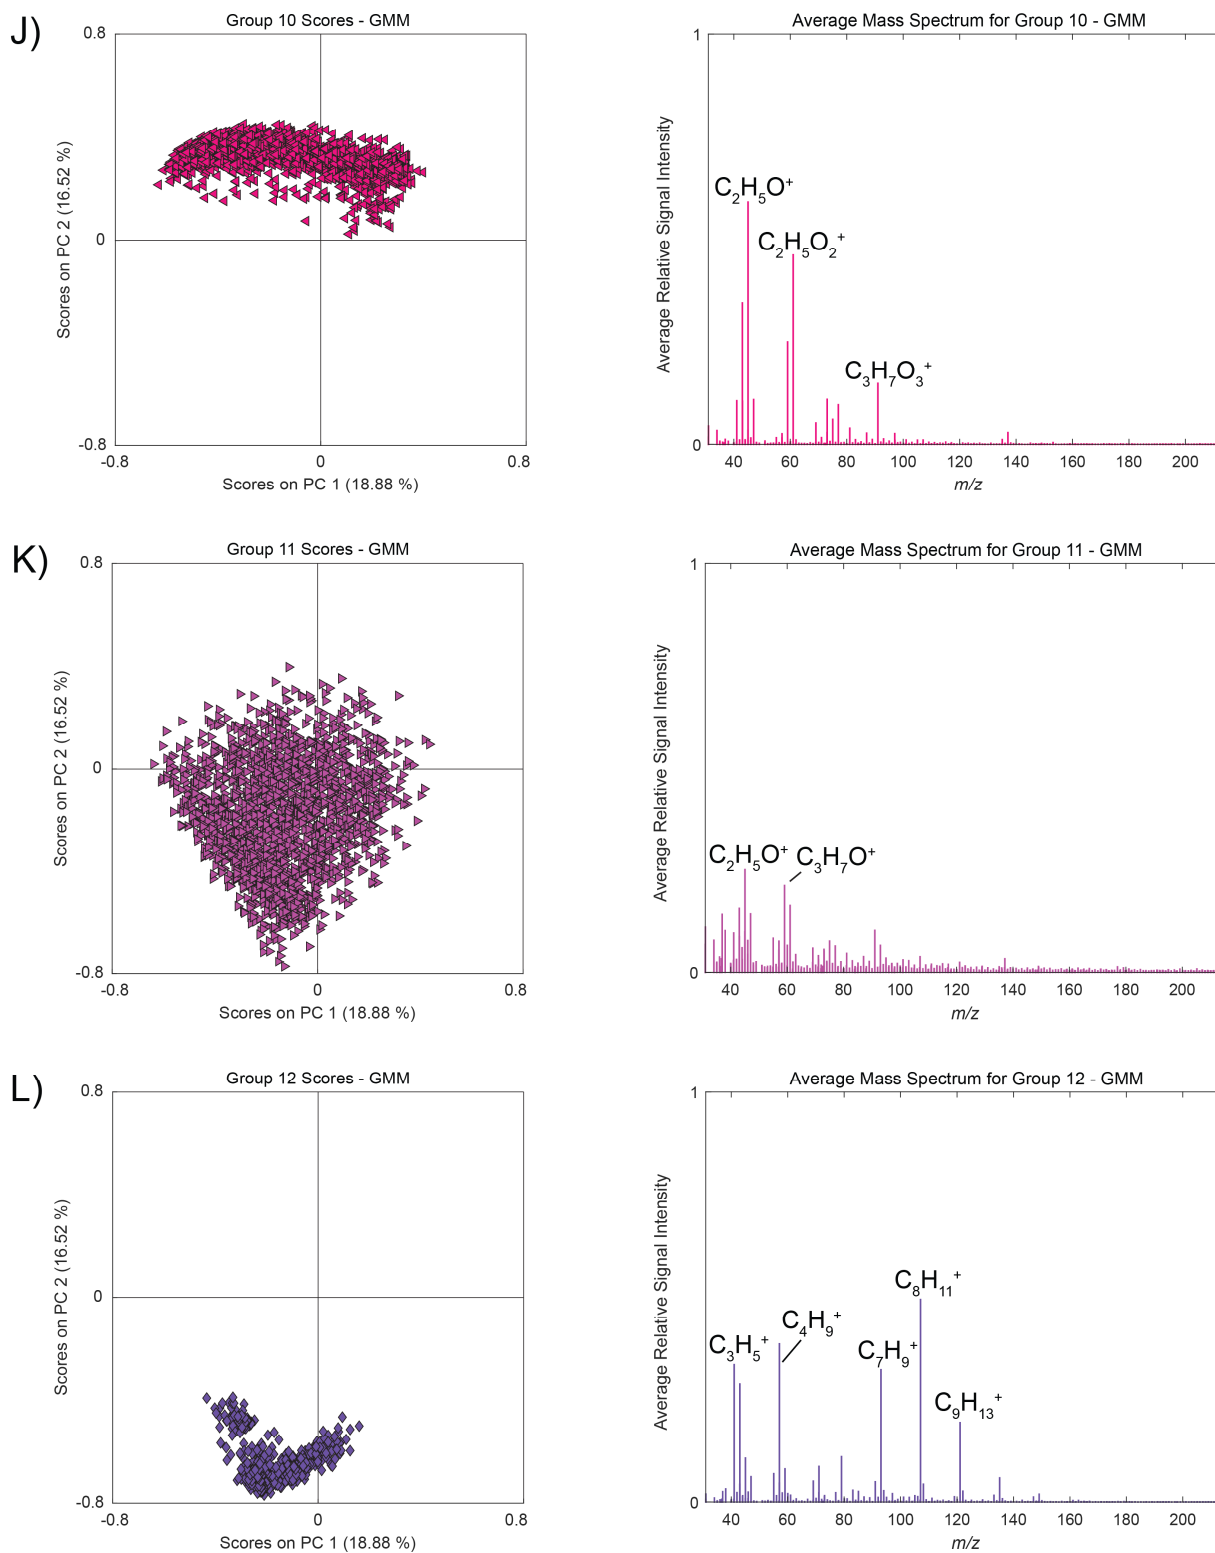 J)
Group 10 Scores - GMM
0.8
0
-0.8
-0.8 0 0.8
Scores on PC 2 (16.52 %)
Scores on PC 1 (18.88 %)
Average Mass Spectrum for Group 10 - GMM
1
0
Average Relative Signal Intensity
C₂H₅O⁺
C₂H₅O₂⁺
C₃H₇O₃⁺
40 60 80 100 120 140 160 180 200
m/z
K)
Group 11 Scores - GMM
0.8
0
-0.8
-0.8 0 0.8
Scores on PC 2 (16.52 %)
Scores on PC 1 (18.88 %)
Average Mass Spectrum for Group 11 - GMM
1
0
Average Relative Signal Intensity
C₂H₅O⁺ C₃H₇O⁺
40 60 80 100 120 140 160 180 200
m/z
L)
Group 12 Scores - GMM
0.8
0
-0.8
-0.8 0 0.8
Scores on PC 2 (16.52 %)
Scores on PC 1 (18.88 %)
Average Mass Spectrum for Group 12 - GMM
1
0
Average Relative Signal Intensity
C₈H₁₁⁺
C₄H₉⁺
C₃H₅⁺
C₇H₉⁺
C₉H₁₃⁺
40 60 80 100 120 140 160 180 200
m/z